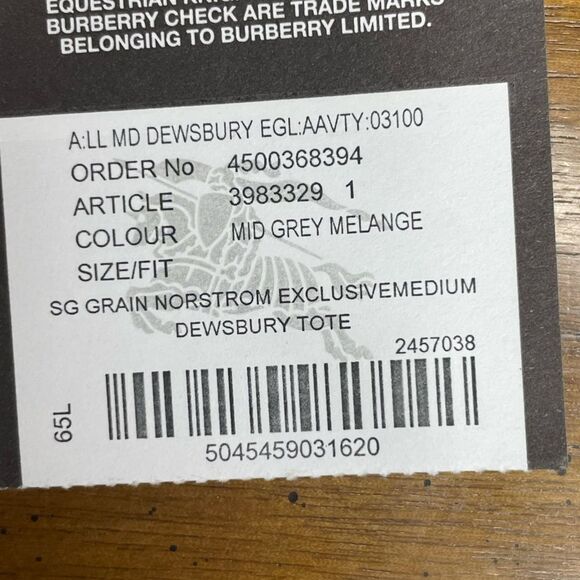 EQUESTRIAN
BURBERRY CHECK ARE TRADE MARKS
BELONGING TO BURBERRY LIMITED.
A:LL MD DEWSBURY EGL:AAVTY:03100
ORDER No 4500368394
ARTICLE 3983329 1
COLOUR MID GREY MELANGE
SIZE/FIT
SG GRAIN NORSTROM EXCLUSIVEMEDIUM
DEWSBURY TOTE
2457038
65L
5045459031620